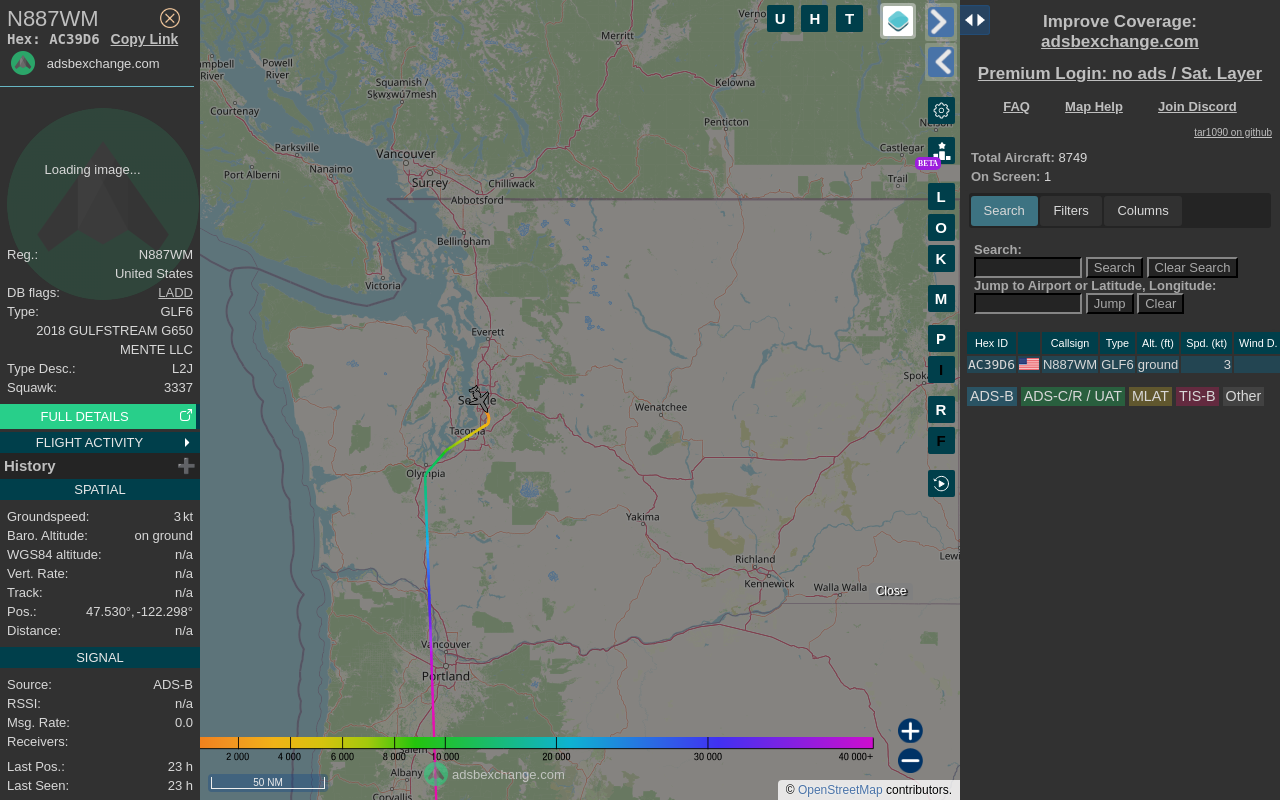 N887WM
Hex: AC39D6 Copy Link
adsbexchange.com
Loading image...
Reg.: N887WM
United States
DB flags: LADD
Type: GLF6
2018 GULFSTREAM G650
MENTE LLC
Type Desc.: L2J
Squawk: 3337
FULL DETAILS
FLIGHT ACTIVITY
History
SPATIAL
Groundspeed: 3 kt
Baro. Altitude: on ground
WGS84 altitude: n/a
Vert. Rate: n/a
Track: n/a
Pos.: 47.530°, -122.298°
Distance: n/a
SIGNAL
Source: ADS-B
RSSI: n/a
Msg. Rate: 0.0
Receivers:
Last Pos.: 23 h
Last Seen: 23 h
U H T
Merritt
Powell
River
River
Squamish /
Sḵwx̱wú7mesh
Kelowna
Courtenay
Penticton
Parksville
Vancouver
Castlegar
Nanaimo
Port Alberni
Surrey
Chilliwack
Trail
Abbotsford
Bellingham
Victoria
Everett
Wenatchee
Tacoma
Olympia
Yakima
Richland
Kennewick
Walla Walla
Close
Vancouver
Portland
Albany
Corvallis
BETA
L
O
K
M
P
I
R
F
2 000 4 000 6 000 8 000 10 000 20 000 30 000 40 000+
adsbexchange.com
50 NM
© OpenStreetMap contributors.
Improve Coverage:
adsbexchange.com
Premium Login: no ads / Sat. Layer
FAQ Map Help Join Discord
tar1090 on github
Total Aircraft: 8749
On Screen: 1
Search Filters Columns
Search:
Search Clear Search
Jump to Airport or Latitude, Longitude:
Jump Clear
Hex ID Callsign Type Alt. (ft) Spd. (kt) Wind D.
AC39D6 N887WM GLF6 ground 3
ADS-B ADS-C/R / UAT MLAT TIS-B Other